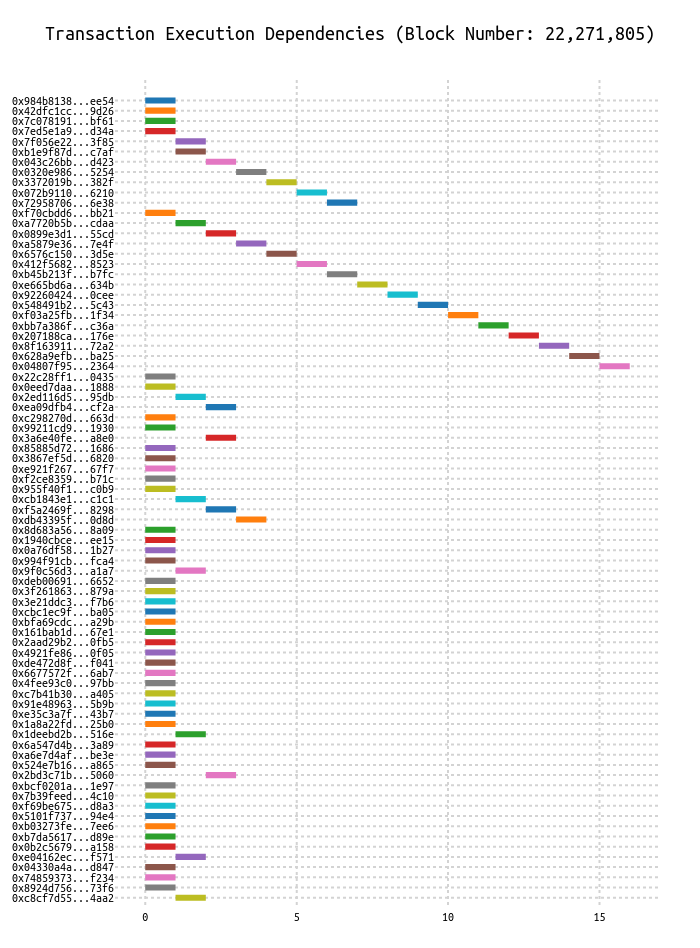 Transaction Execution Dependencies (Block Number: 22,271,805)
0x984b8138...ee54
0x42dfc1cc...9d26
0x7c078191...bf61
0x7ed5e1a9...d34a
0x7f056e22...3f85
0xb1e9f87d...c7af
0x043c26bb...d423
0x0320e986...5254
0x3372019b...382f
0x072b9110...6210
0x72958706...6e38
0xf70cbdd6...bb21
0xa7720b5b...cdaa
0x0899e3d1...55cd
0xa5879e36...7e4f
0x6576c150...3d5e
0x412f5682...8523
0xb45b213f...b7fc
0xe665bd6a...634b
0x92260424...0cee
0x548491b2...5c43
0xf03a25fb...1f34
0xbb7a386f...c36a
0x207188ca...176e
0x8f163911...72a2
0x628a9efb...ba25
0x04807f95...2364
0x22c28ff1...0435
0x0eed7daa...1888
0x2ed116d5...95db
0xea09dfb4...cf2a
0xc298270d...663d
0x99211cd9...1930
0x3a6e40fe...a8e0
0x85885d72...1686
0x3867ef5d...6820
0xe921f267...67f7
0xf2ce8359...b71c
0x955f40f1...c0b9
0xcb1843e1...c1c1
0xf5a2469f...8298
0xdb43395f...0d8d
0x8d683a56...8a09
0x1940cbce...ee15
0x0a76df58...1b27
0x994f91cb...fca4
0x9f0c56d3...a1a7
0xdeb00691...6652
0x3f261863...879a
0x3e21ddc3...f7b6
0xcbc1ec9f...ba05
0xbfa69cdc...a29b
0x161bab1d...67e1
0x2aad29b2...0fb5
0x4921fe86...0f05
0xde472d8f...f041
0x6677572f...6ab7
0x4fee93c0...97bb
0xc7b41b30...a405
0x91e48963...5b9b
0xe35c3a7f...43b7
0x1a8a22fd...25b0
0x1deebd2b...516e
0x6a547d4b...3a89
0xa6e7d4af...be3e
0x524e7b16...a865
0x2bd3c71b...5060
0xbcf0201a...1e97
0x7b39feed...4c10
0xf69be675...d8a3
0x5101f737...94e4
0xb03273fe...7ee6
0xb7da5617...d89e
0x0b2c5679...a158
0xe04162ec...f571
0x04330a4a...d847
0x74859373...f234
0x8924d756...73f6
0xc8cf7d55...4aa2
0 5 10 15